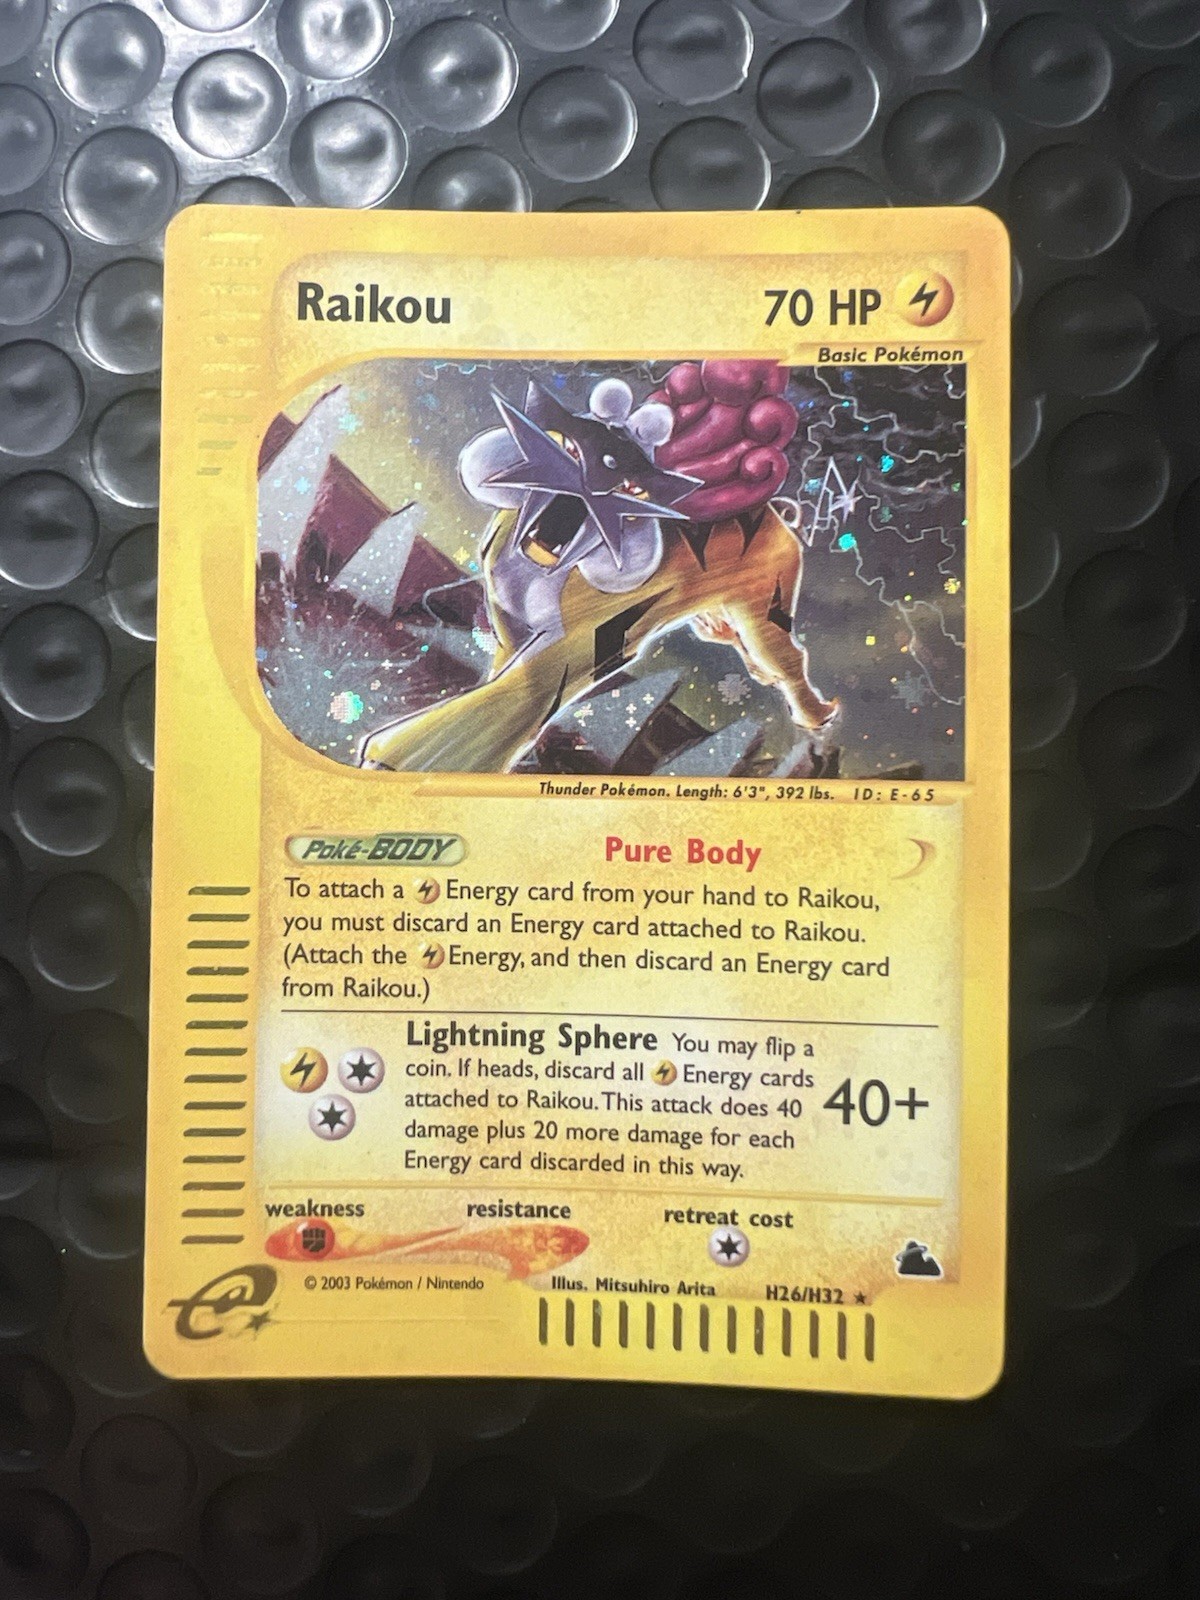 Raikou 70 HP
Basic Pokémon
Thunder Pokémon. Length: 6'3", 392 lbs. ID: E-65
Poké-BODY Pure Body
To attach a Energy card from your hand to Raikou,
you must discard an Energy card attached to Raikou.
(Attach the Energy, and then discard an Energy card
from Raikou.)
Lightning Sphere You may flip a
coin. If heads, discard all Energy cards
attached to Raikou. This attack does 40
damage plus 20 more damage for each
Energy card discarded in this way.
40+
weakness resistance retreat cost
© 2003 Pokémon / Nintendo Illus. Mitsuhiro Arita H26/H32 ★
e